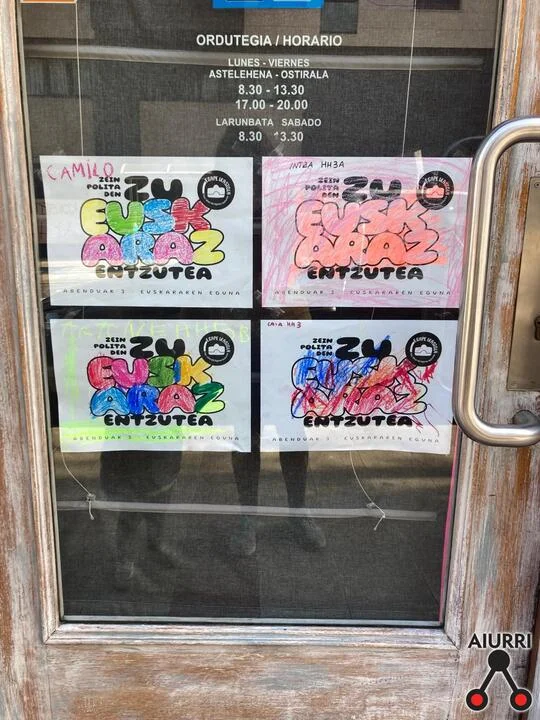 ORDUTEGIA / HORARIO
LUNES - VIERNES
ASTELEHENA - OSTIRALA
8.30 - 13.30
17.00 - 20.00
LARUNBATA SABADO
8.30 13.30
CAMILO
ZEIN POLITA DEN ZU
EUSK
ARAZ
ENTZUTEA
ABENDUAK 3 EUSKARAREN EGUNA
HH3A
ZEIN POLITA DEN ZU
EUSK
ARAZ
ENTZUTEA
ABENDUAK 3 EUSKARAREN EGUNA
ZEIN POLITA DEN ZU
EUSK
ARAZ
ENTZUTEA
ABENDUAK 3 EUSKARAREN EGUNA
HH3
ZEIN POLITA DEN ZU
EUSK
ARAZ
ENTZUTEA
ABENDUAK 3 EUSKARAREN EGUNA
AIURRI